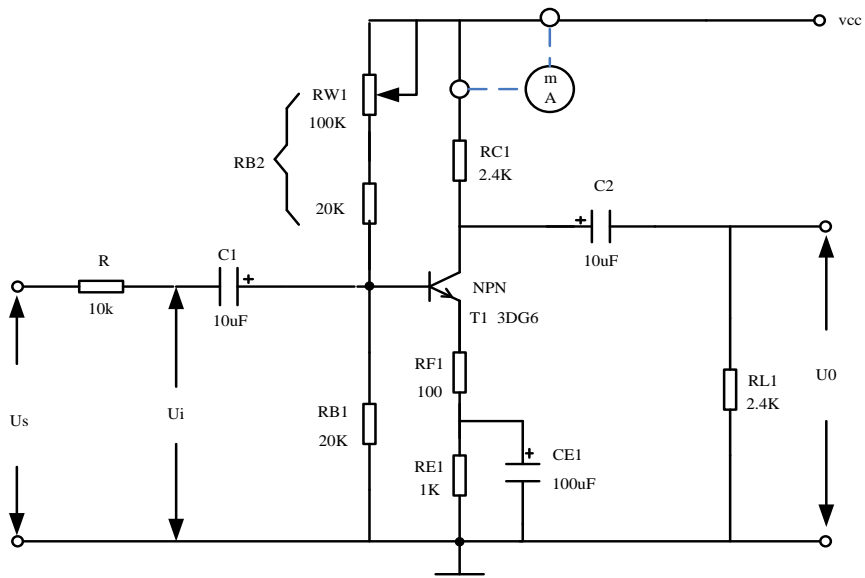 vcc
m
A
RW1
100K
RC1
2.4K
RB2
20K
C2
10uF
R
10k
C1
10uF
NPN
T1 3DG6
RF1
100
RL1
2.4K
U0
Us
Ui
RB1
20K
RE1
1K
CE1
100uF